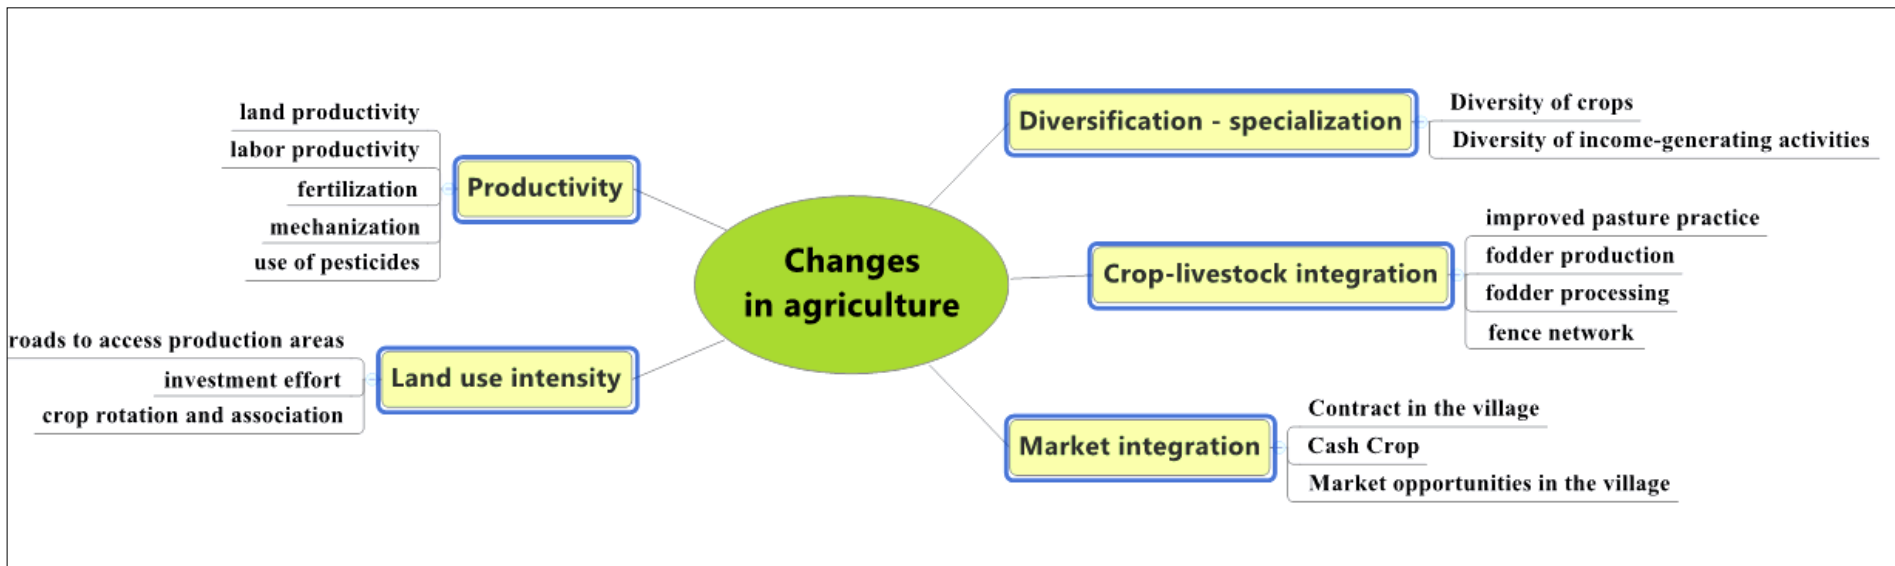 land productivity
labor productivity
fertilization
mechanization
use of pesticides
Productivity
roads to access production areas
investment effort
crop rotation and association
Land use intensity
Changes
in agriculture
Diversification - specialization
Diversity of crops
Diversity of income-generating activities
Crop-livestock integration
improved pasture practice
fodder production
fodder processing
fence network
Market integration
Contract in the village
Cash Crop
Market opportunities in the village